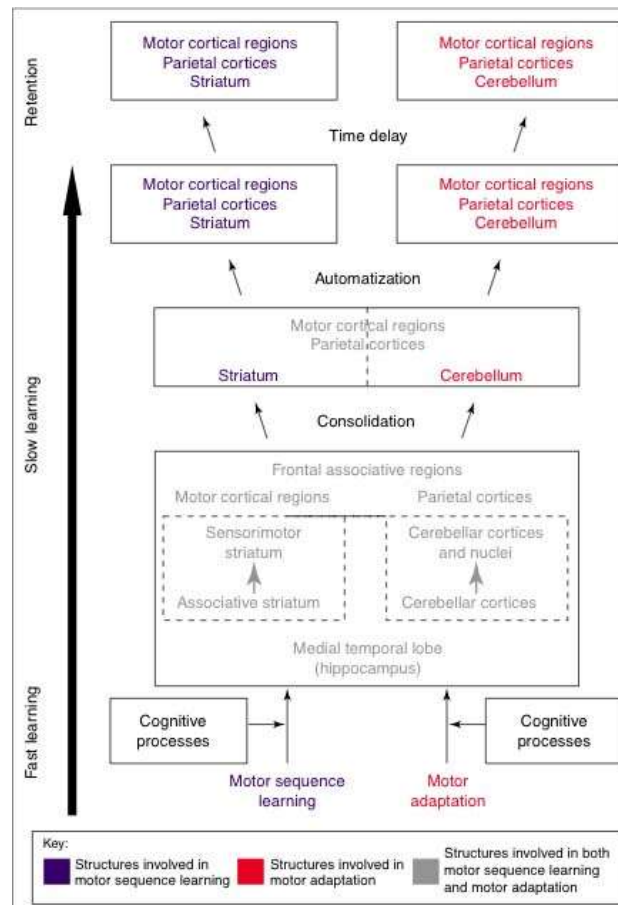 Retention
Motor cortical regions
Parietal cortices
Striatum
Motor cortical regions
Parietal cortices
Cerebellum
Time delay
Motor cortical regions
Parietal cortices
Striatum
Motor cortical regions
Parietal cortices
Cerebellum
Automatization
Slow learning
Motor cortical regions
Parietal cortices
Striatum
Cerebellum
Consolidation
Frontal associative regions
Motor cortical regions
Parietal cortices
Sensorimotor
striatum
Cerebellar cortices
and nuclei
Associative striatum
Cerebellar cortices
Medial temporal lobe
(hippocampus)
Fast learning
Cognitive
processes
Cognitive
processes
Motor sequence
learning
Motor
adaptation
Key:
Structures involved in
motor sequence learning
Structures involved in
motor adaptation
Structures involved in both
motor sequence learning
and motor adaptation